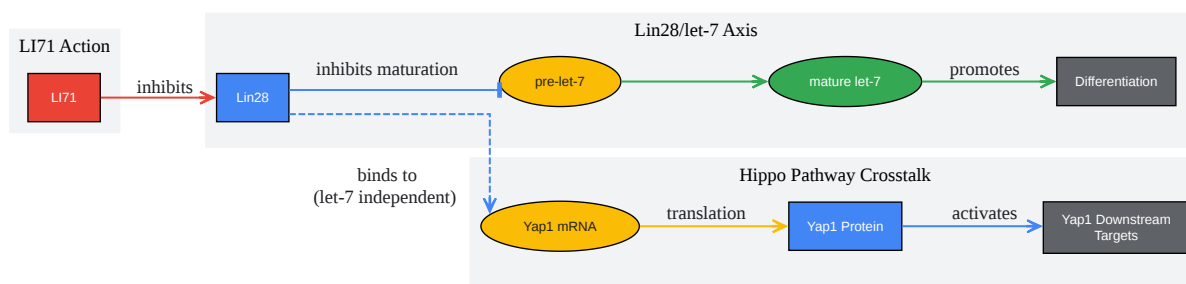 Lin28/let-7 Axis
LI71 Action
LI71
inhibits
Lin28
inhibits maturation
pre-let-7
mature let-7
promotes
Differentiation
binds to
(let-7 independent)
Hippo Pathway Crosstalk
Yap1 mRNA
translation
Yap1 Protein
activates
Yap1 Downstream
Targets